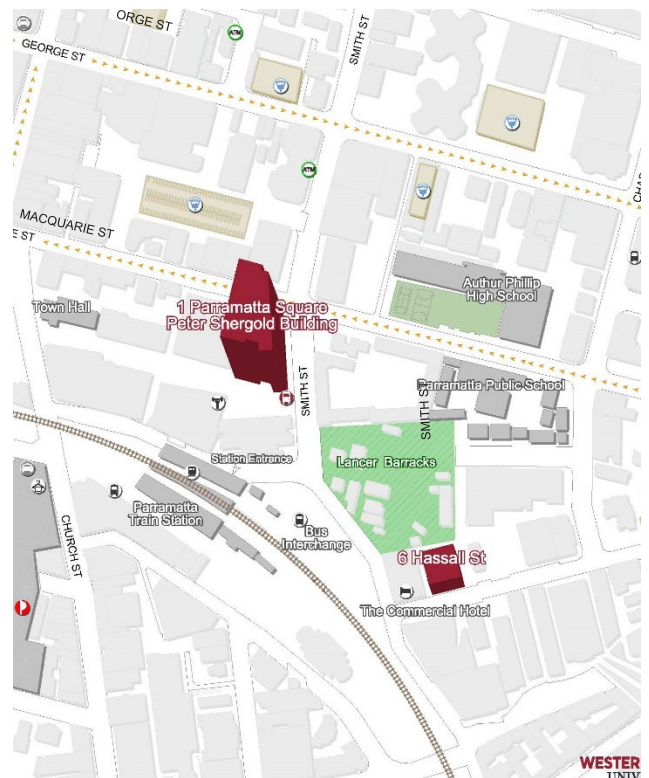 ORGE ST
GEORGE ST
SMITH ST
ATM
ATM
MACQUARIE ST
E ST
Authur Phillip
High School
Town Hall
1 Parramatta Square
Peter Shergold Building
SMITH ST
Parramatta Public School
SMITH ST
Station Entrance
Lancer Barracks
Parramatta
Train Station
Bus
Interchange
CHURCH ST
6 Hassall St
The Commercial Hotel
P
WESTER
UNIV